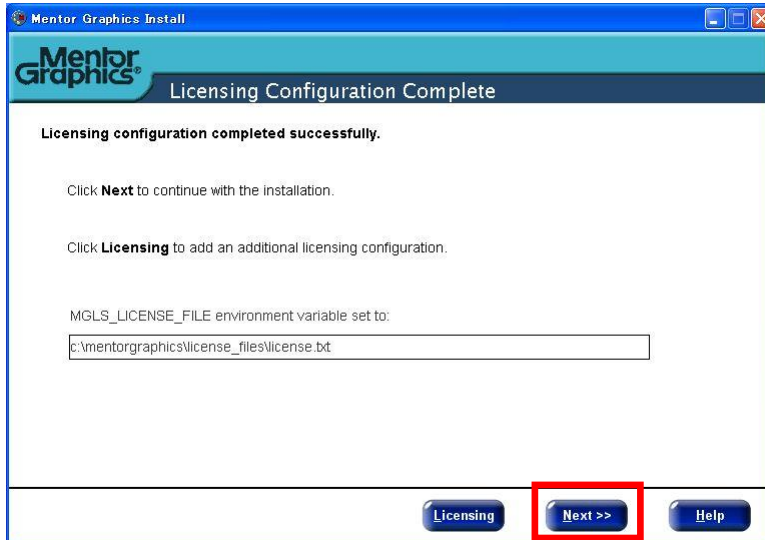 Mentor Graphics Install
Mentor
Graphics®
Licensing Configuration Complete
Licensing configuration completed successfully.
Click Next to continue with the installation.
Click Licensing to add an additional licensing configuration.
MGLS_LICENSE_FILE environment variable set to:
c:\mentorgraphics\license_files\license.txt
Licensing Next >> Help